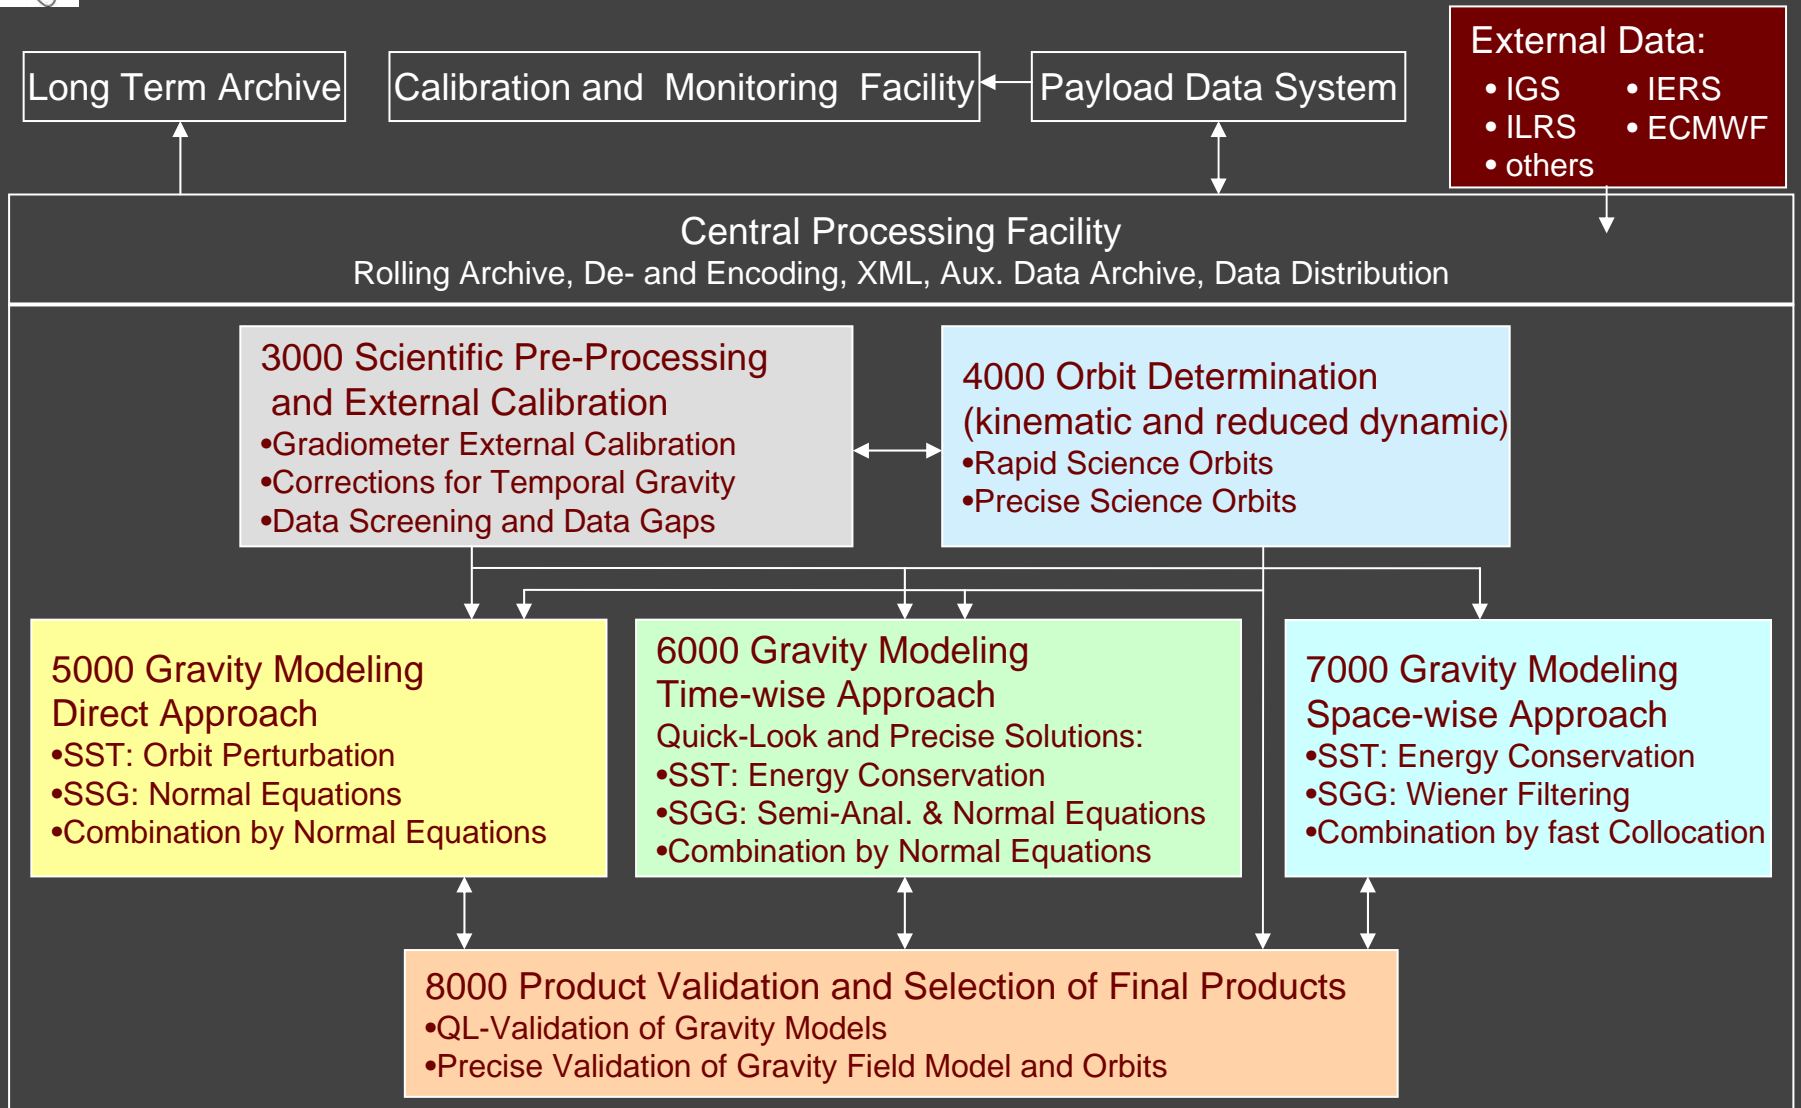 Long Term Archive
Calibration and Monitoring Facility
Payload Data System
External Data:
• IGS • IERS
• ILRS • ECMWF
• others
Central Processing Facility
Rolling Archive, De- and Encoding, XML, Aux. Data Archive, Data Distribution
3000 Scientific Pre-Processing
and External Calibration
•Gradiometer External Calibration
•Corrections for Temporal Gravity
•Data Screening and Data Gaps
4000 Orbit Determination
(kinematic and reduced dynamic)
•Rapid Science Orbits
•Precise Science Orbits
5000 Gravity Modeling
Direct Approach
•SST: Orbit Perturbation
•SSG: Normal Equations
•Combination by Normal Equations
6000 Gravity Modeling
Time-wise Approach
Quick-Look and Precise Solutions:
•SST: Energy Conservation
•SGG: Semi-Anal. & Normal Equations
•Combination by Normal Equations
7000 Gravity Modeling
Space-wise Approach
•SST: Energy Conservation
•SGG: Wiener Filtering
•Combination by fast Collocation
8000 Product Validation and Selection of Final Products
•QL-Validation of Gravity Models
•Precise Validation of Gravity Field Model and Orbits